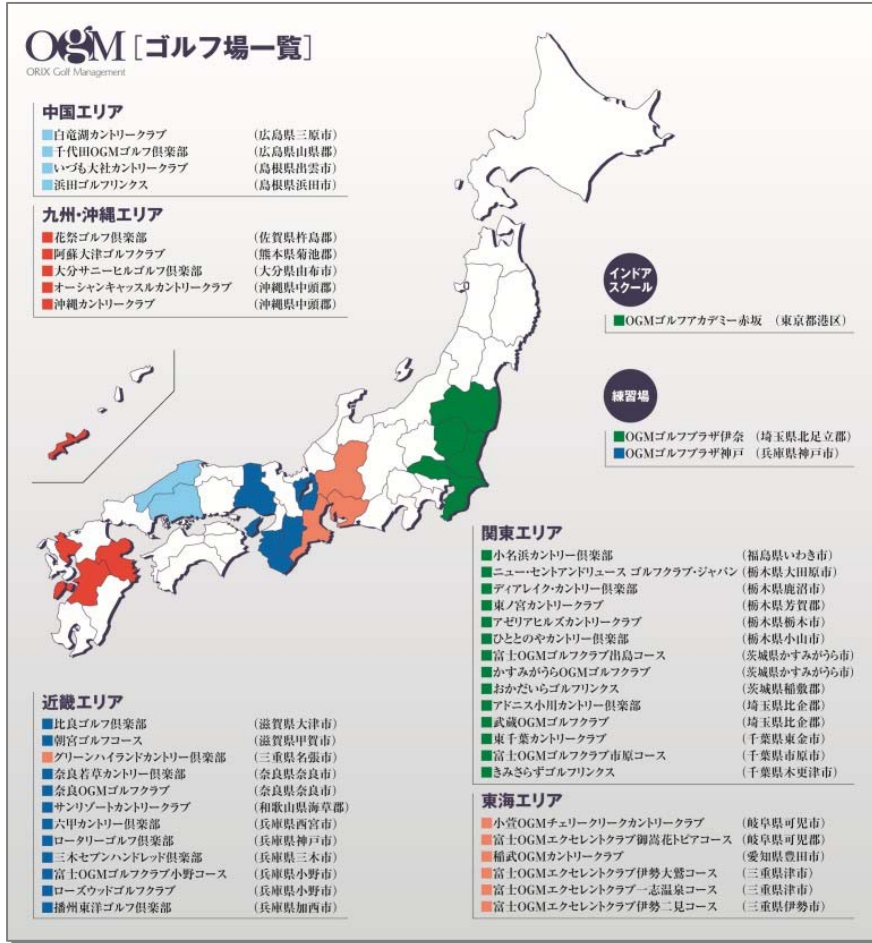 OGM [ゴルフ場一覧]
ORIX Golf Management
中国エリア
白竜湖カントリークラブ (広島県三原市)
千代田OGMゴルフ倶楽部 (広島県山県郡)
いづも大社カントリークラブ (島根県出雲市)
浜田ゴルフリンクス (島根県浜田市)
九州・沖縄エリア
花祭ゴルフ倶楽部 (佐賀県杵島郡)
阿蘇大津ゴルフクラブ (熊本県菊池郡)
大分サニーヒルゴルフ倶楽部 (大分県由布市)
オーシャンキャッスルカントリークラブ (沖縄県中頭郡)
沖縄カントリークラブ (沖縄県中頭郡)
インドア
スクール
OGMゴルフアカデミー赤坂 (東京都港区)
練習場
OGMゴルフプラザ伊奈 (埼玉県北足立郡)
OGMゴルフプラザ神戸 (兵庫県神戸市)
関東エリア
小名浜カントリー倶楽部 (福島県いわき市)
ニュー・セントアンドリュース ゴルフクラブ・ジャパン (栃木県大田原市)
ディアレイク・カントリー倶楽部 (栃木県鹿沼市)
東ノ宮カントリークラブ (栃木県芳賀郡)
アゼリアヒルズカントリークラブ (栃木県栃木市)
ひととのやカントリー倶楽部 (栃木県小山市)
富士OGMゴルフクラブ出島コース (茨城県かすみがうら市)
かすみがうらOGMゴルフクラブ (茨城県かすみがうら市)
おかだいらゴルフリンクス (茨城県稲敷郡)
アドニス小川カントリー倶楽部 (埼玉県比企郡)
武蔵OGMゴルフクラブ (埼玉県比企郡)
東千葉カントリークラブ (千葉県東金市)
富士OGMゴルフクラブ市原コース (千葉県市原市)
きみさらずゴルフリンクス (千葉県木更津市)
近畿エリア
比良ゴルフ倶楽部 (滋賀県大津市)
朝宮ゴルフコース (滋賀県甲賀市)
グリーンハイランドカントリー倶楽部 (三重県名張市)
奈良若草カントリー倶楽部 (奈良県奈良市)
奈良OGMゴルフクラブ (奈良県奈良市)
サンリゾートカントリークラブ (和歌山県海草郡)
六甲カントリー倶楽部 (兵庫県西宮市)
ロータリーゴルフ倶楽部 (兵庫県神戸市)
三木セブンハンドレッド倶楽部 (兵庫県三木市)
富士OGMゴルフクラブ小野コース (兵庫県小野市)
ローズウッドゴルフクラブ (兵庫県小野市)
播州東洋ゴルフ倶楽部 (兵庫県加西市)
東海エリア
小萱OGMチェリークリークカントリークラブ (岐阜県可児市)
富士OGMエクセレントクラブ御嵩花トピアコース (岐阜県可児郡)
稲武OGMカントリークラブ (愛知県豊田市)
富士OGMエクセレントクラブ伊勢大鷲コース (三重県津市)
富士OGMエクセレントクラブ一志温泉コース (三重県津市)
富士OGMエクセレントクラブ伊勢二見コース (三重県伊勢市)